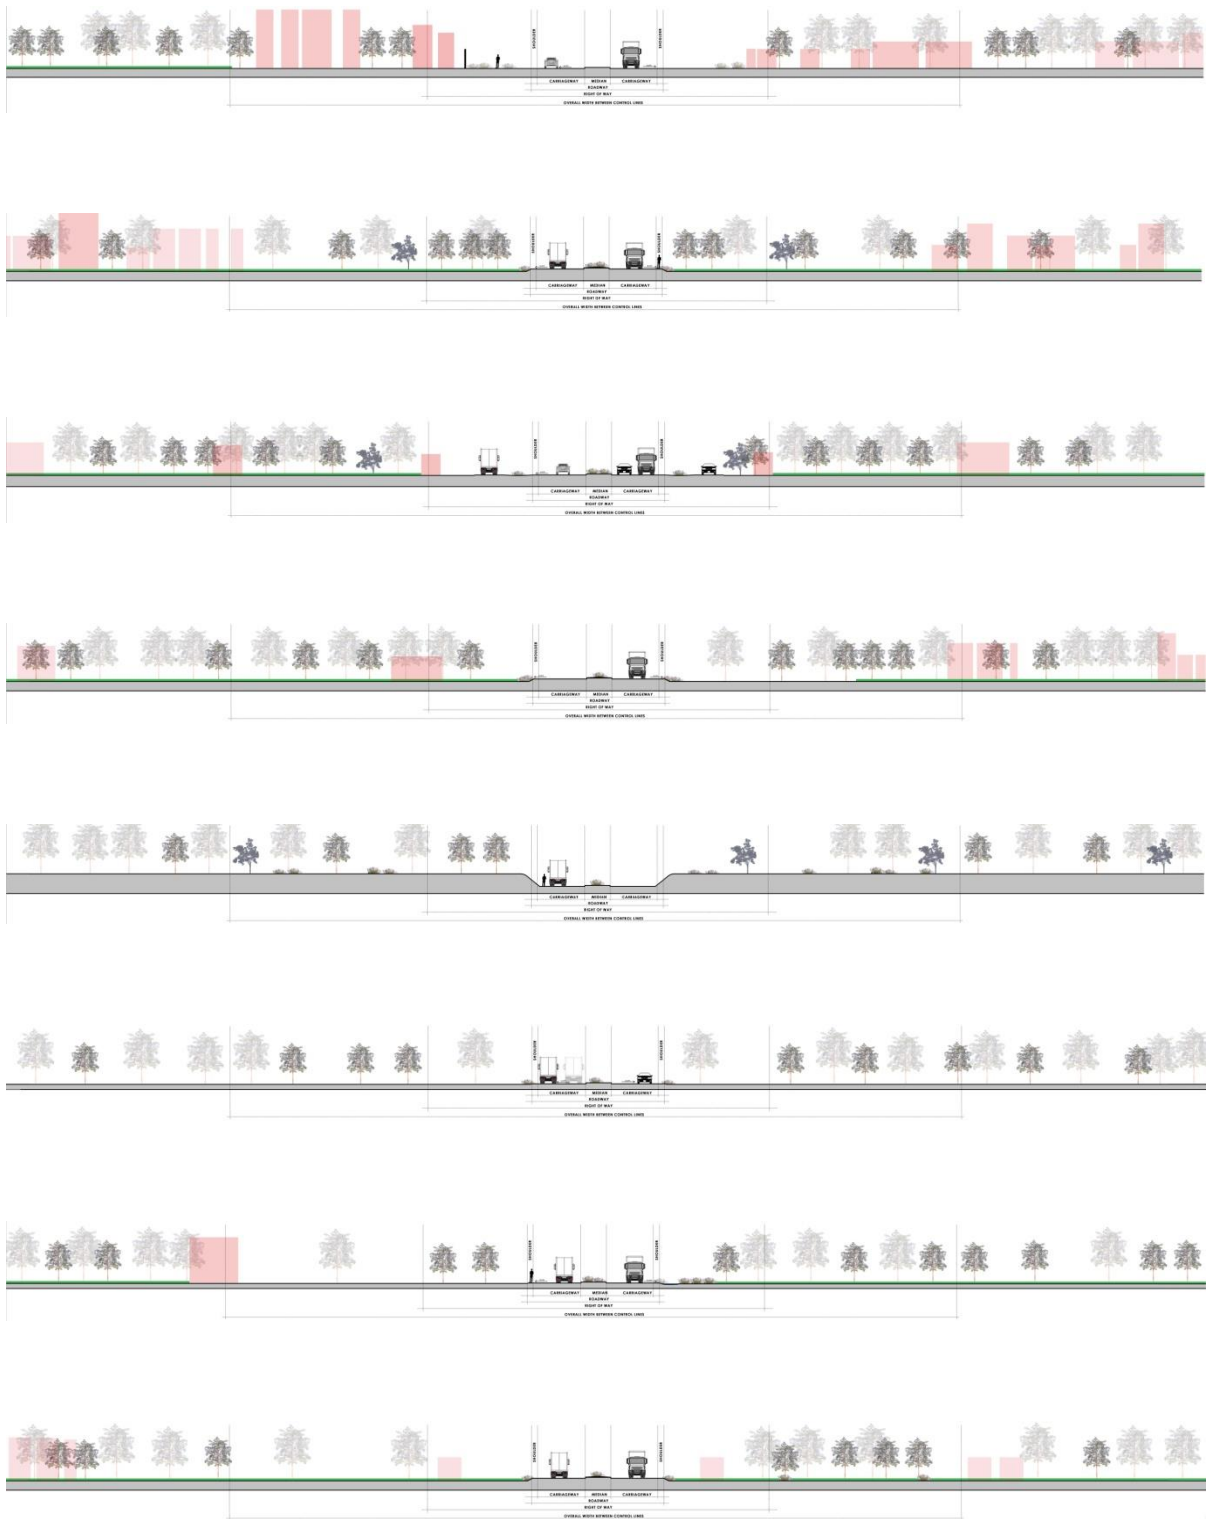 SHOULDER SHOULDER
CARRIAGEWAY MEDIAN CARRIAGEWAY
ROADWAY
RIGHT OF WAY
OVERALL WIDTH BETWEEN CONTROL LINES
SHOULDER SHOULDER
CARRIAGEWAY MEDIAN CARRIAGEWAY
ROADWAY
RIGHT OF WAY
OVERALL WIDTH BETWEEN CONTROL LINES
SHOULDER SHOULDER
CARRIAGEWAY MEDIAN CARRIAGEWAY
ROADWAY
RIGHT OF WAY
OVERALL WIDTH BETWEEN CONTROL LINES
SHOULDER SHOULDER
CARRIAGEWAY MEDIAN CARRIAGEWAY
ROADWAY
RIGHT OF WAY
OVERALL WIDTH BETWEEN CONTROL LINES
CARRIAGEWAY MEDIAN CARRIAGEWAY
ROADWAY
RIGHT OF WAY
OVERALL WIDTH BETWEEN CONTROL LINES
SHOULDER SHOULDER
CARRIAGEWAY MEDIAN CARRIAGEWAY
ROADWAY
RIGHT OF WAY
OVERALL WIDTH BETWEEN CONTROL LINES
SHOULDER SHOULDER
CARRIAGEWAY MEDIAN CARRIAGEWAY
ROADWAY
RIGHT OF WAY
OVERALL WIDTH BETWEEN CONTROL LINES
SHOULDER SHOULDER
CARRIAGEWAY MEDIAN CARRIAGEWAY
ROADWAY
RIGHT OF WAY
OVERALL WIDTH BETWEEN CONTROL LINES